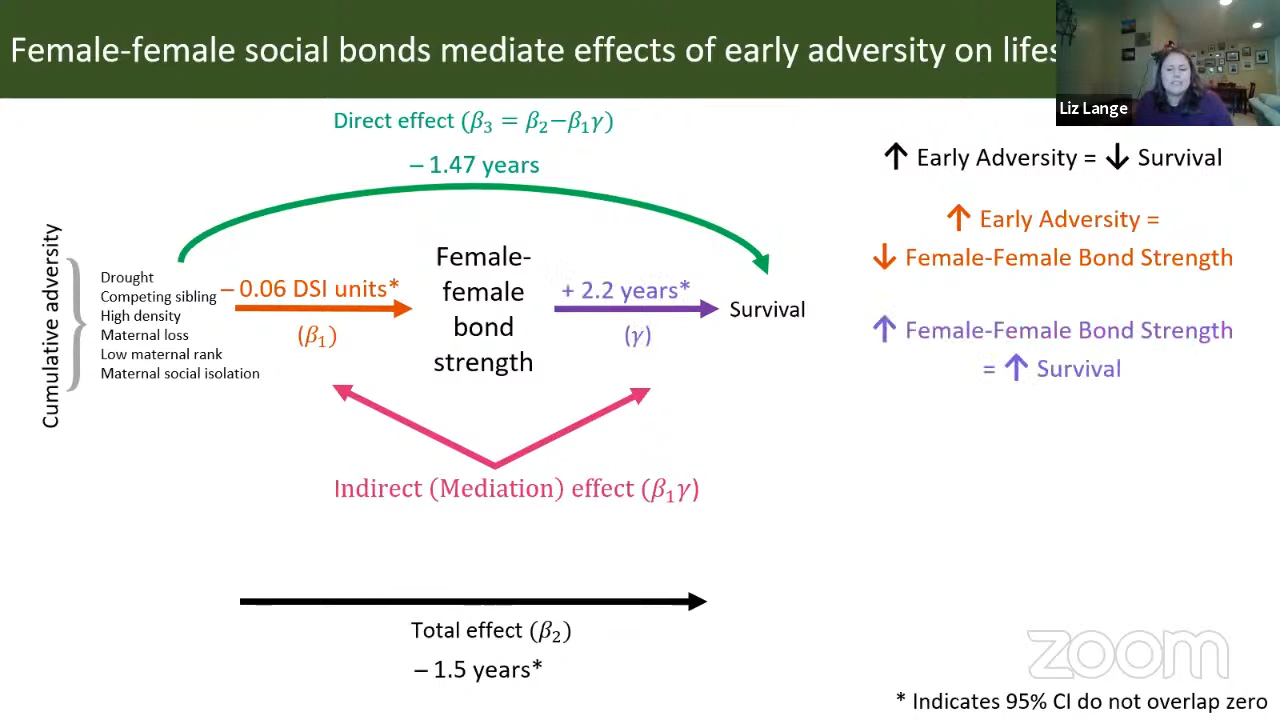 Female-female social bonds mediate effects of early adversity on lifes
Liz Lange
Direct effect (β₃ = β₂−β₁γ)
– 1.47 years
↑ Early Adversity = ↓ Survival
↑ Early Adversity =
↓ Female-Female Bond Strength
↑ Female-Female Bond Strength
= ↑ Survival
Cumulative adversity
Drought
Competing sibling
High density
Maternal loss
Low maternal rank
Maternal social isolation
– 0.06 DSI units*
(β₁)
Female-
female
bond
strength
+ 2.2 years*
(γ)
Survival
Indirect (Mediation) effect (β₁γ)
Total effect (β₂)
– 1.5 years*
zoom
* Indicates 95% CI do not overlap zero